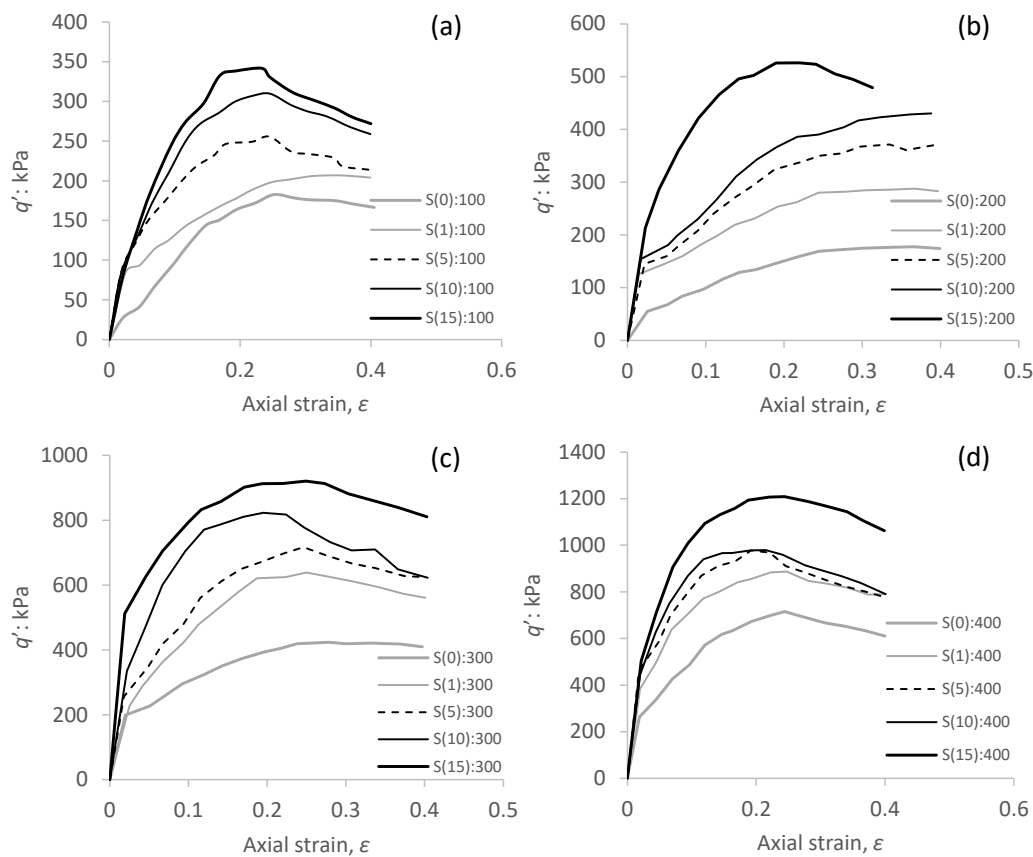 (a)
400
350
300
250
200
150
100
50
0
q': kPa
0
0.2
0.4
0.6
Axial strain, ε
S(0):100
S(1):100
S(5):100
S(10):100
S(15):100
(b)
600
500
400
300
200
100
0
q': kPa
0
0.1
0.2
0.3
0.4
0.5
Axial strain, ε
S(0):200
S(1):200
S(5):200
S(10):200
S(15):200
(c)
1000
800
600
400
200
0
q': kPa
0
0.1
0.2
0.3
0.4
0.5
Axial strain, ε
S(0):300
S(1):300
S(5):300
S(10):300
S(15):300
(d)
1400
1200
1000
800
600
400
200
0
q': kPa
0
0.2
0.4
0.6
Axial strain, ε
S(0):400
S(1):400
S(5):400
S(10):400
S(15):400